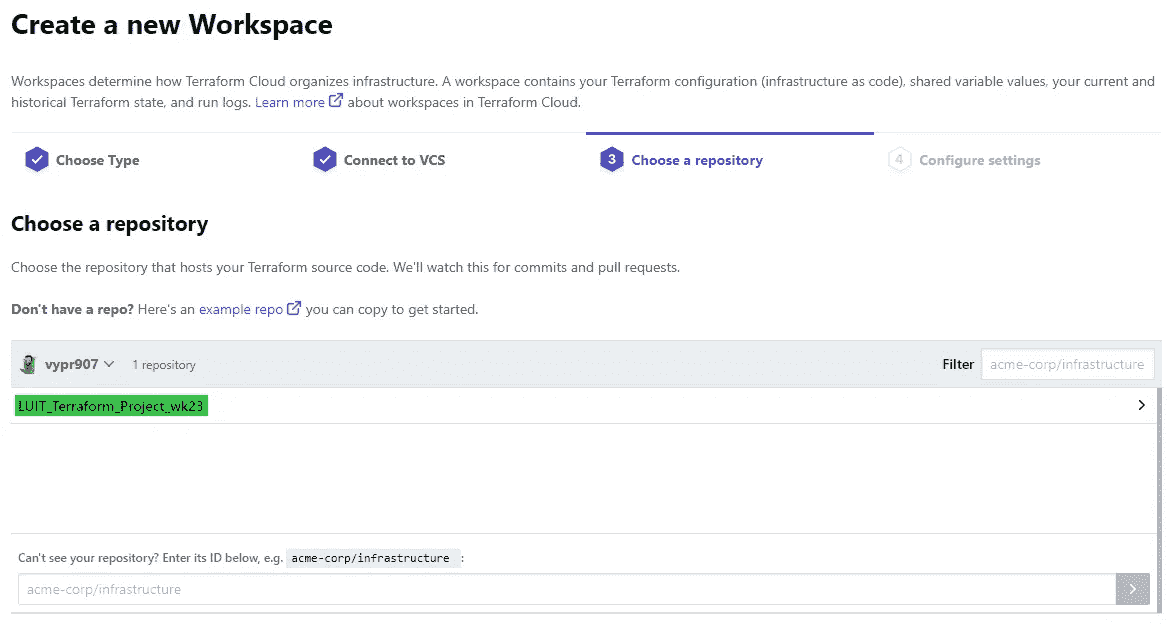 Create a new Workspace
Workspaces determine how Terraform Cloud organizes infrastructure. A workspace contains your Terraform configuration (infrastructure as code), shared variable values, your current and
historical Terraform state, and run logs. Learn more about workspaces in Terraform Cloud.
Choose Type
Connect to VCS
3 Choose a repository
4 Configure settings
Choose a repository
Choose the repository that hosts your Terraform source code. We'll watch this for commits and pull requests.
Don't have a repo? Here's an example repo you can copy to get started.
vypr907 1 repository Filter acme-corp/infrastructure
LUIT_Terraform_Project_wk23
Can't see your repository? Enter its ID below, e.g. acme-corp/infrastructure :
acme-corp/infrastructure